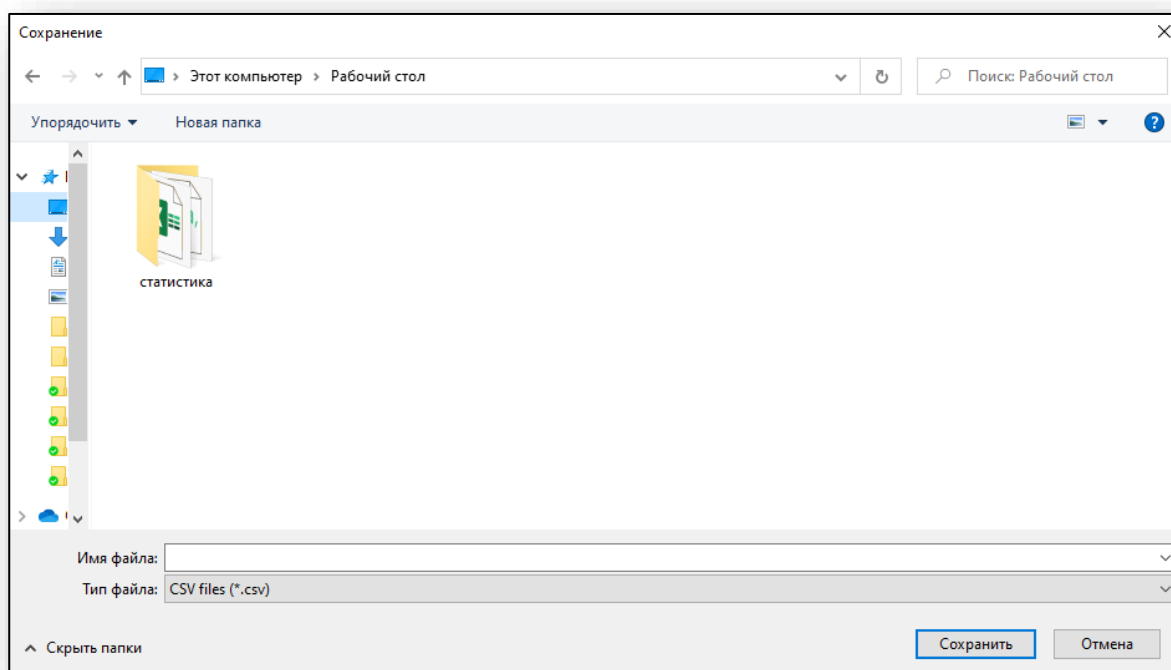 Сохранение
Этот компьютер › Рабочий стол
Поиск: Рабочий стол
Упорядочить Новая папка
статистика
Имя файла:
Тип файла: CSV files (*.csv)
Скрыть папки
Сохранить Отмена